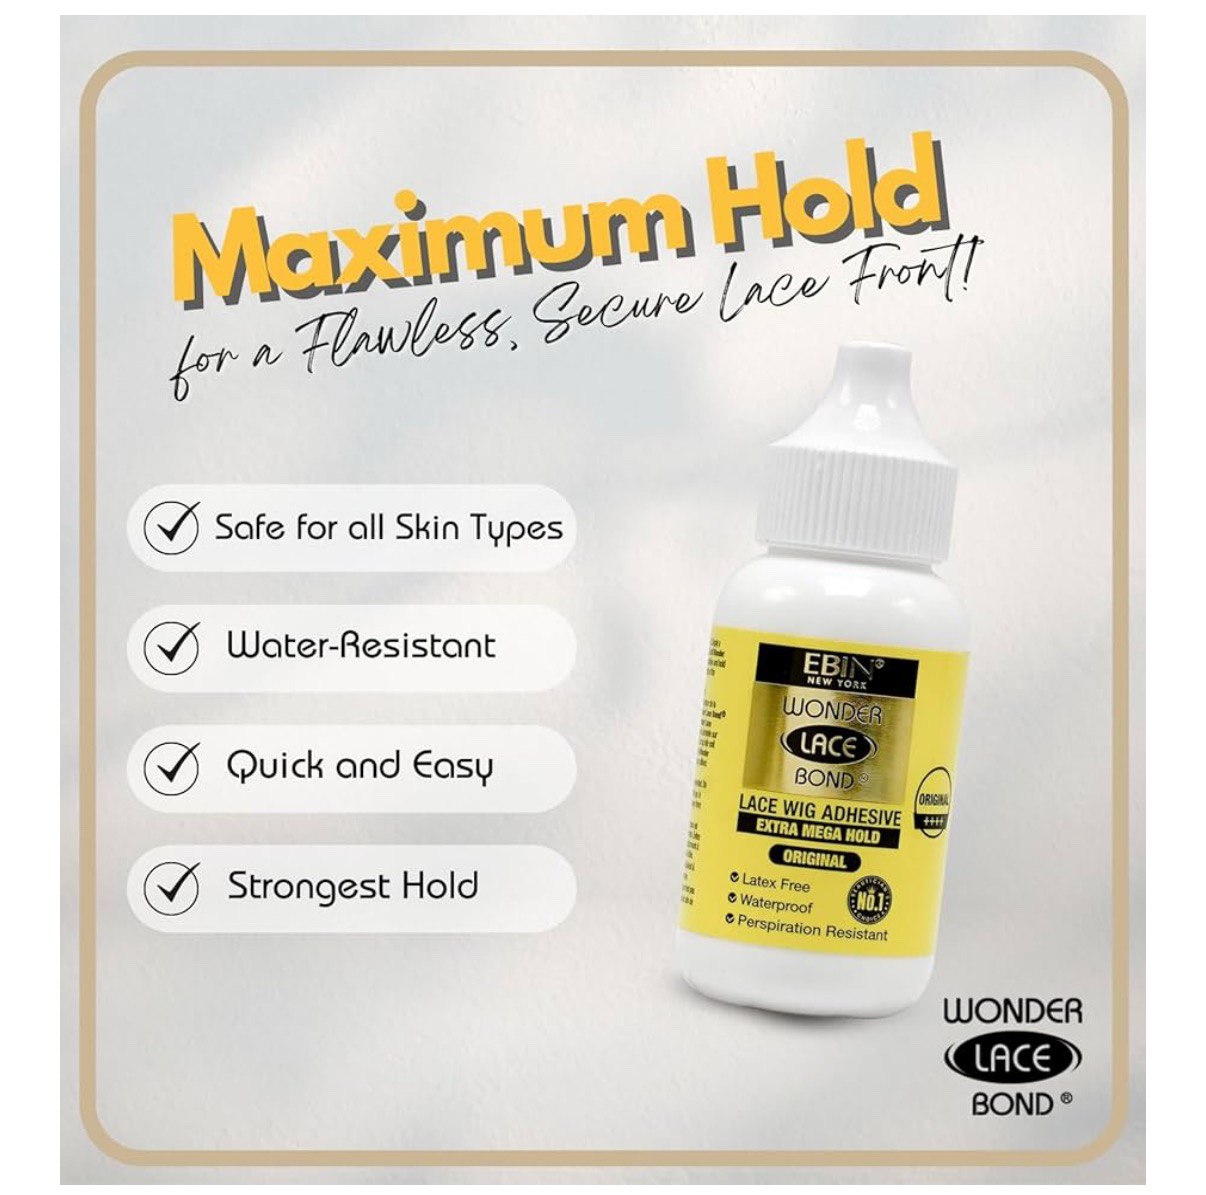 Maximum Hold
for a Flawless, Secure Lace Front!
Safe for all Skin Types
Water-Resistant
Quick and Easy
Strongest Hold
EBIN®
NEW YORK
WONDER
LACE
BOND®
LACE WIG ADHESIVE
EXTRA MEGA HOLD
ORIGINAL
ORIGINAL
++++
Latex Free
Waterproof
Perspiration Resistant
NO.1
WONDER
LACE
BOND®